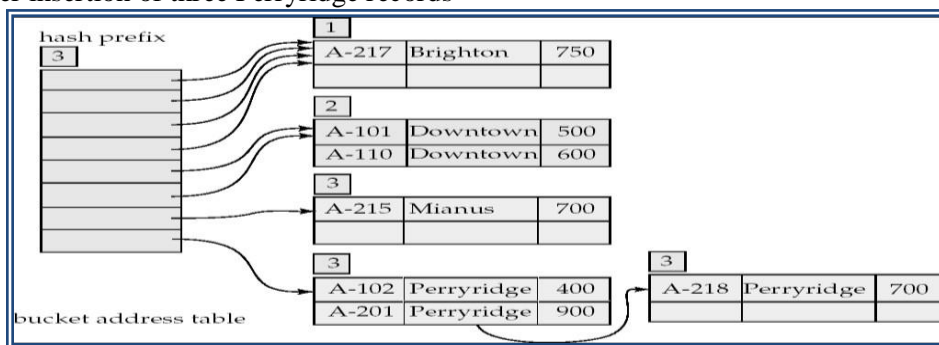 er insertion of three Perryridge records
hash prefix
3
1
A-217 Brighton 750
2
A-101 Downtown 500
A-110 Downtown 600
3
A-215 Mianus 700
3
A-102 Perryridge 400
A-201 Perryridge 900
3
A-218 Perryridge 700
bucket address table